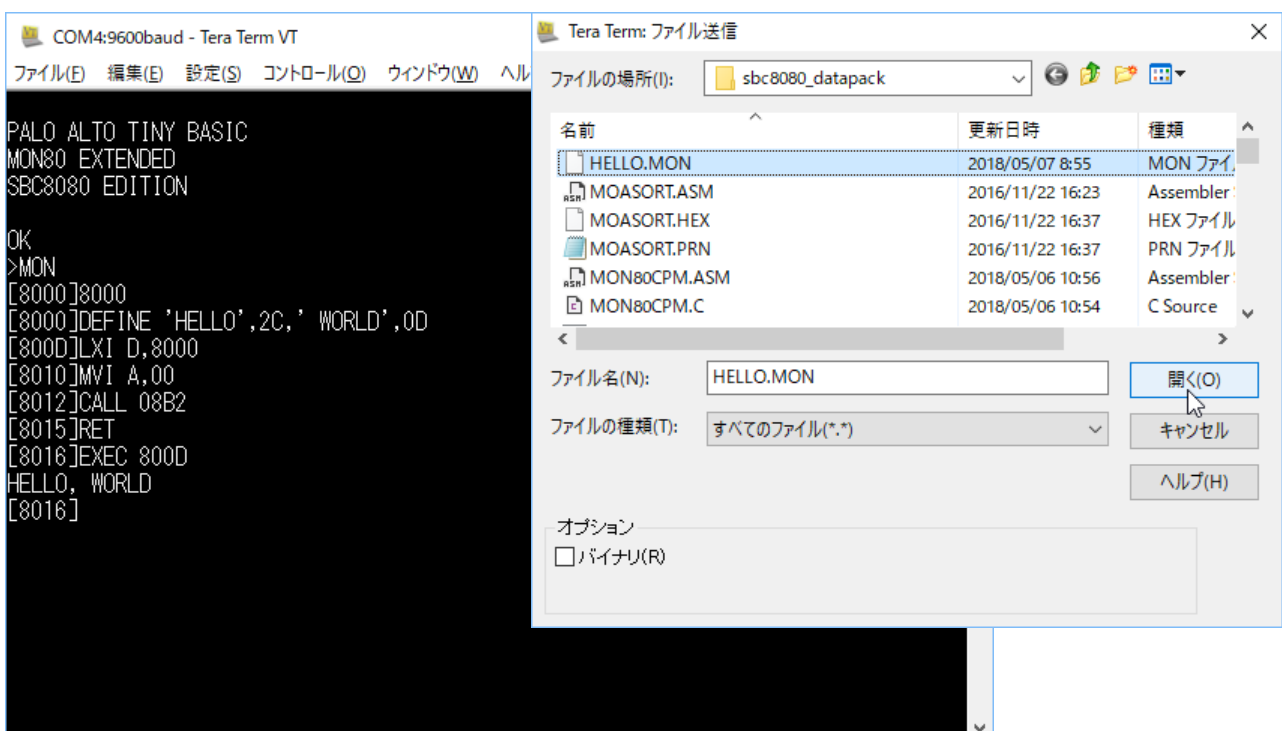 COM4:9600baud - Tera Term VT
ファイル(F) 編集(E) 設定(S) コントロール(O) ウィンドウ(W) ヘル
PALO ALTO TINY BASIC
MON80 EXTENDED
SBC8080 EDITION
OK
>MON
[8000]8000
[8000]DEFINE 'HELLO',2C,' WORLD',0D
[800D]LXI D,8000
[8010]MVI A,00
[8012]CALL 08B2
[8015]RET
[8016]EXEC 800D
HELLO, WORLD
[8016]
Tera Term: ファイル送信
ファイルの場所(I): sbc8080_datapack
名前 更新日時 種類
HELLO.MON 2018/05/07 8:55 MON ファイ
MOASORT.ASM 2016/11/22 16:23 Assembler
MOASORT.HEX 2016/11/22 16:37 HEX ファイル
MOASORT.PRN 2016/11/22 16:37 PRN ファイル
MON80CPM.ASM 2018/05/06 10:56 Assembler
MON80CPM.C 2018/05/06 10:54 C Source
ファイル名(N): HELLO.MON 開く(O)
ファイルの種類(T): すべてのファイル(*.*) キャンセル
ヘルプ(H)
オプション
バイナリ(R)